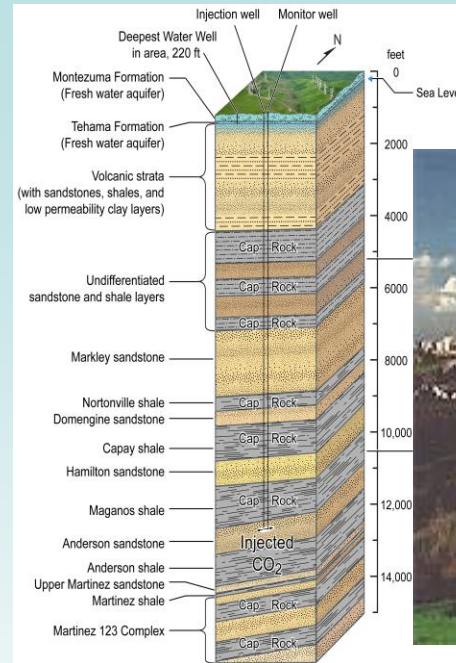 Injection well
Monitor well
Deepest Water Well
in area, 220 ft
N
feet
0
Montezuma Formation
(Fresh water aquifer)
Sea Leve
Tehama Formation
(Fresh water aquifer)
2000
Volcanic strata
(with sandstones, shales, and
low permeability clay layers)
4000
Cap Rock
Undifferentiated
sandstone and shale layers
Cap Rock
6000
Cap Rock
Markley sandstone
8000
Nortonville shale
Cap Rock
Domengine sandstone
Capay shale
Cap Rock
10,000
Hamilton sandstone
Maganos shale
Cap Rock
12,000
Anderson sandstone
Injected
CO2
Anderson shale
Upper Martinez sandstone
14,000
Martinez shale
Cap Rock
Martinez 123 Complex
Cap Rock